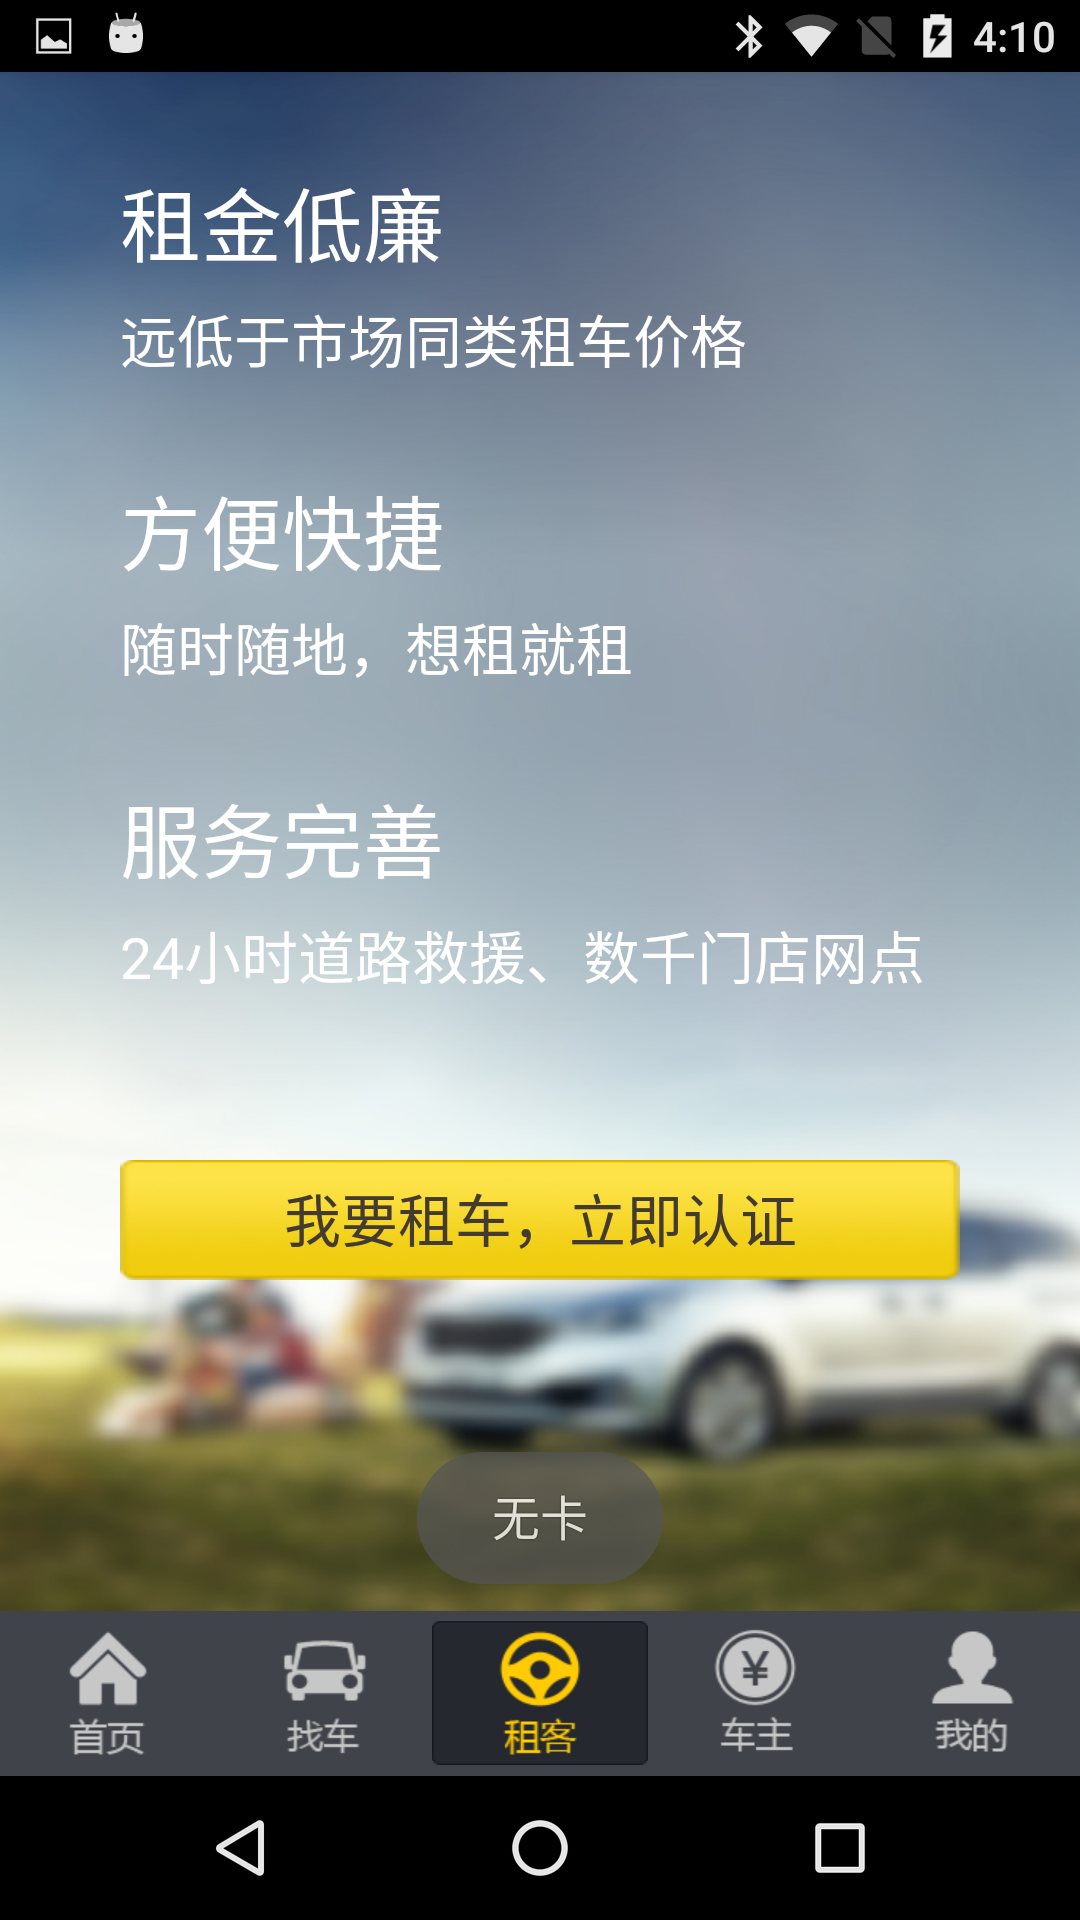 4:10
租金低廉
远低于市场同类租车价格
方便快捷
随时随地，想租就租
服务完善
24小时道路救援、数千门店网点
我要租车，立即认证
无卡
首页 找车 租客 车主 我的